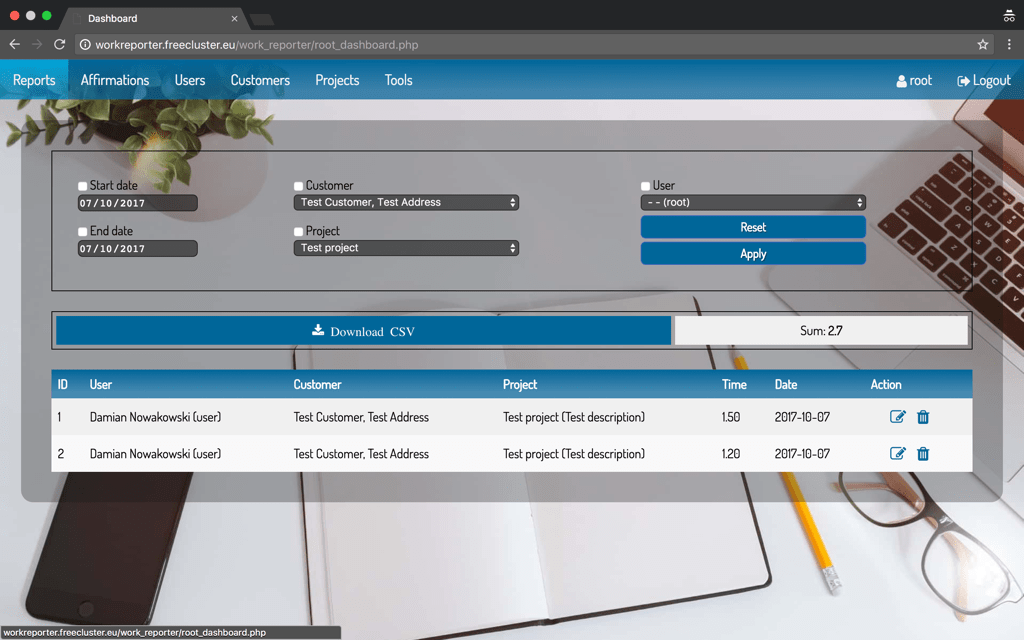 Dashboard
workreporter.freecluster.eu/work_reporter/root_dashboard.php
Reports Affirmations Users Customers Projects Tools root Logout
Start date Customer User
07/10/2017 Test Customer, Test Address - - (root)
End date Project Reset
07/10/2017 Test project Apply
Download CSV Sum: 2.7
ID User Customer Project Time Date Action
1 Damian Nowakowski (user) Test Customer, Test Address Test project (Test description) 1.50 2017-10-07
2 Damian Nowakowski (user) Test Customer, Test Address Test project (Test description) 1.20 2017-10-07
workreporter.freecluster.eu/work_reporter/root_dashboard.php